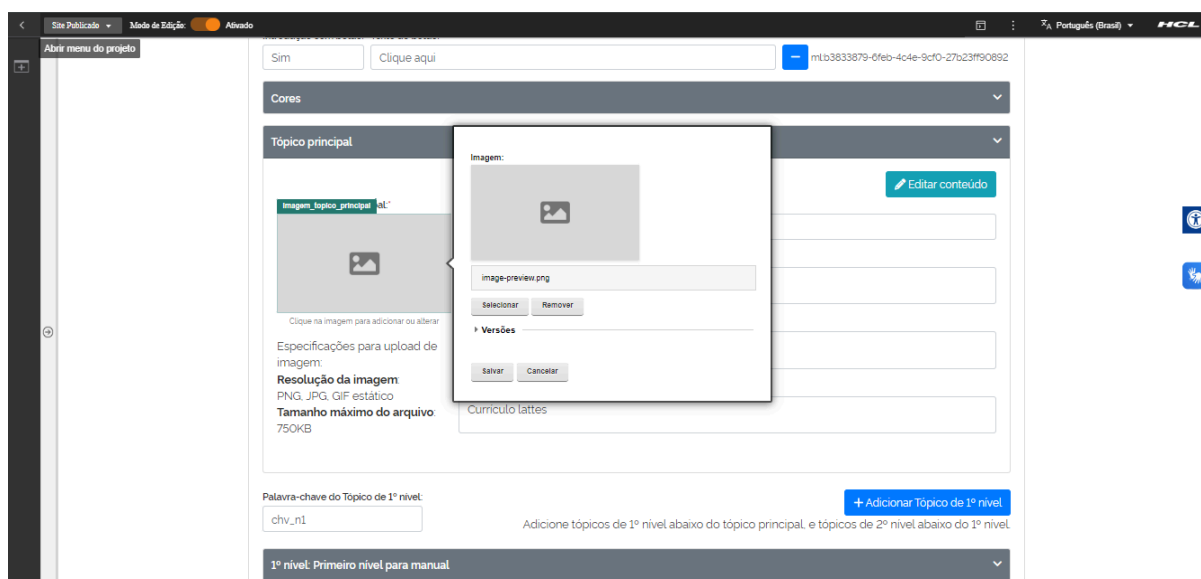 Site Publicado
Modo de Edição:
Ativado
Português (Brasil)
HCL
Abrir menu do projeto
Sim
Clique aqui
ml:b3833879-6feb-4c4e-9cf0-27b23ff90892
Cores
Tópico principal
Editar conteúdo
imagem_topico_principal
al:*
Clique na imagem para adicionar ou alterar
Especificações para upload de
imagem:
Resolução da imagem:
PNG, JPG, GIF estático
Tamanho máximo do arquivo:
750KB
Imagem:
image-preview.png
Selecionar
Remover
Versões
Salvar
Cancelar
Currículo lattes
Palavra-chave do Tópico de 1º nível:
chv_n1
+ Adicionar Tópico de 1º nível
Adicione tópicos de 1º nível abaixo do tópico principal, e tópicos de 2º nível abaixo do 1º nível.
1º nível: Primeiro nível para manual